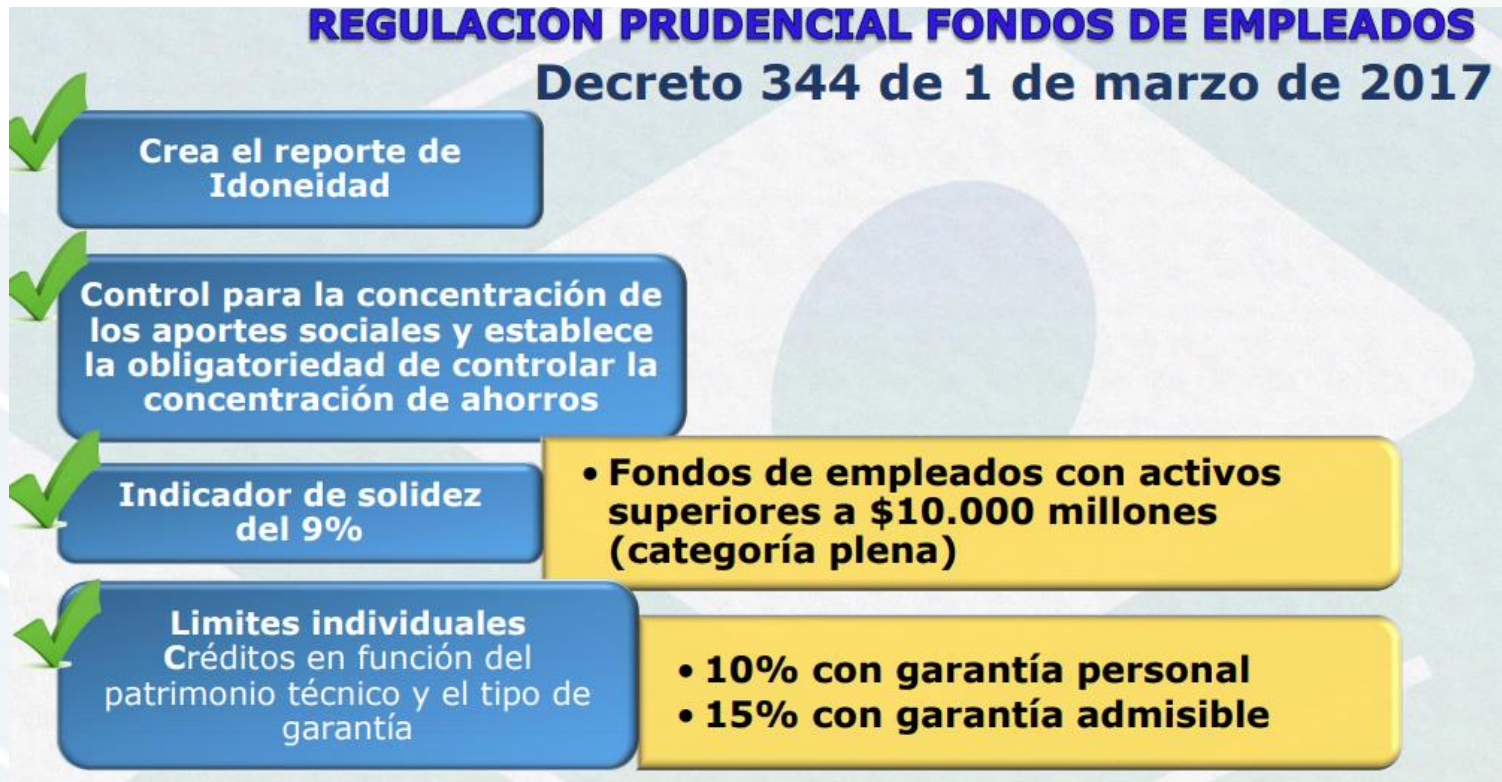 REGULACIÓN PRUDENCIAL FONDOS DE EMPLEADOS
Decreto 344 de 1 de marzo de 2017
Crea el reporte de
Idoneidad
Control para la concentración de
los aportes sociales y establece
la obligatoriedad de controlar la
concentración de ahorros
Indicador de solidez
del 9%
• Fondos de empleados con activos
superiores a $10.000 millones
(categoría plena)
Limites individuales
Créditos en función del
patrimonio técnico y el tipo de
garantía
• 10% con garantía personal
• 15% con garantía admisible